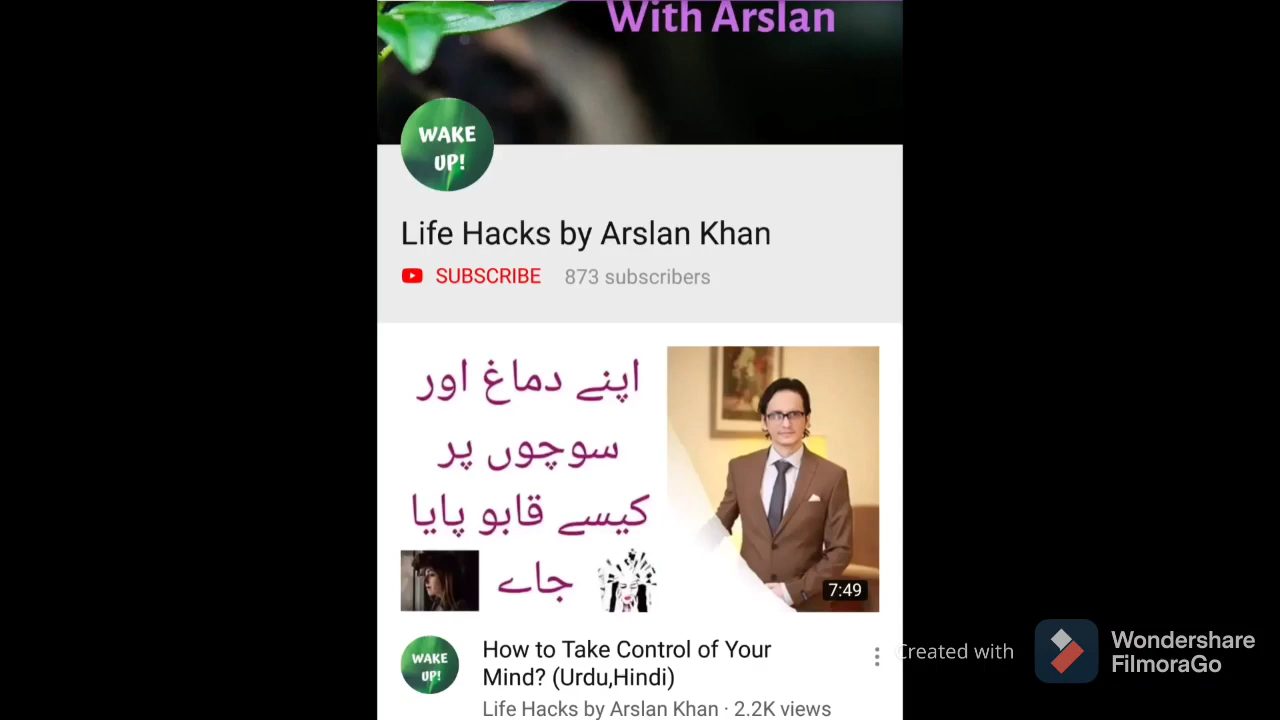 With Arslan
WAKE
UP!
Life Hacks by Arslan Khan
SUBSCRIBE 873 subscribers
اپنے دماغ اور
سوچوں پر
کیسے قابو پایا
جاے
7:49
WAKE
UP!
How to Take Control of Your
Mind? (Urdu,Hindi)
Life Hacks by Arslan Khan · 2.2K views
Created with
Wondershare
FilmoraGo